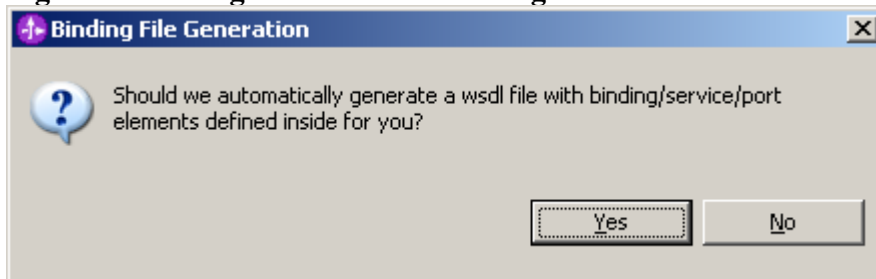 Binding File Generation
Should we automatically generate a wsdl file with binding/service/port
elements defined inside for you?
Yes
No